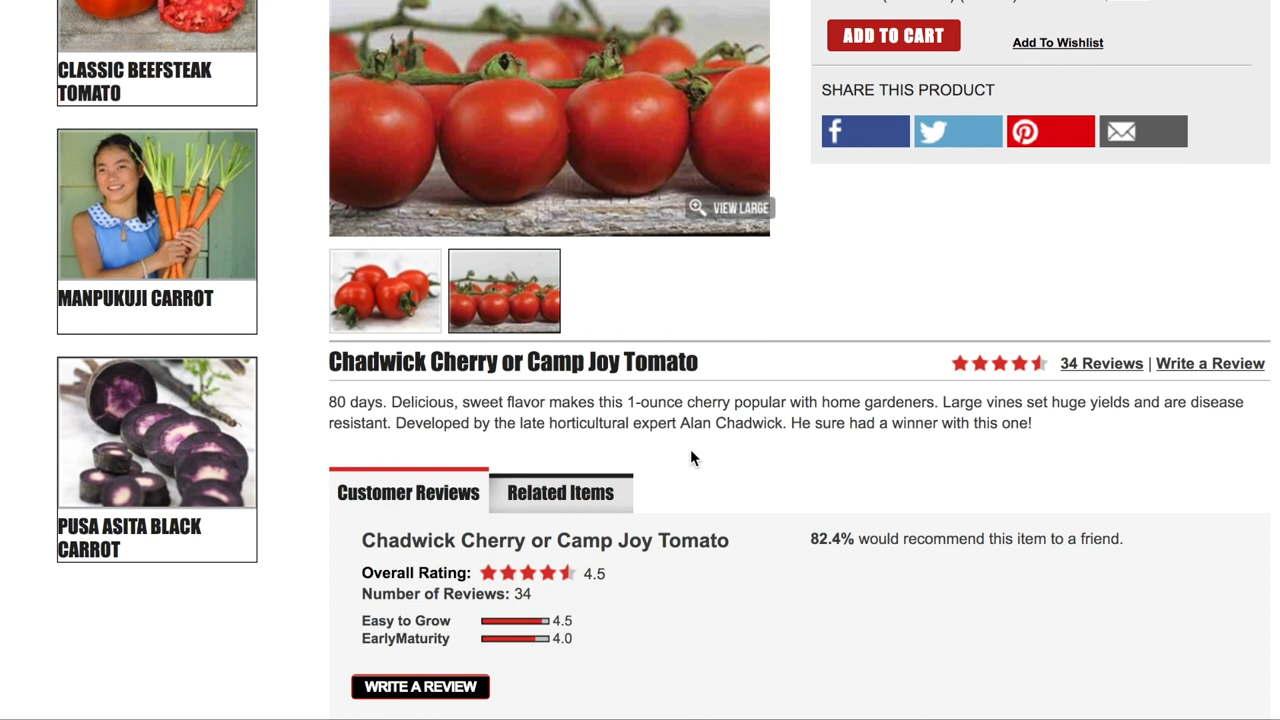 CLASSIC BEEFSTEAK
TOMATO
MANPUKUJI CARROT
PUSA ASITA BLACK
CARROT
VIEW LARGE
ADD TO CART
Add To Wishlist
SHARE THIS PRODUCT
Chadwick Cherry or Camp Joy Tomato
34 Reviews | Write a Review
80 days. Delicious, sweet flavor makes this 1-ounce cherry popular with home gardeners. Large vines set huge yields and are disease
resistant. Developed by the late horticultural expert Alan Chadwick. He sure had a winner with this one!
Customer Reviews
Related Items
Chadwick Cherry or Camp Joy Tomato
82.4% would recommend this item to a friend.
Overall Rating: 4.5
Number of Reviews: 34
Easy to Grow 4.5
EarlyMaturity 4.0
WRITE A REVIEW